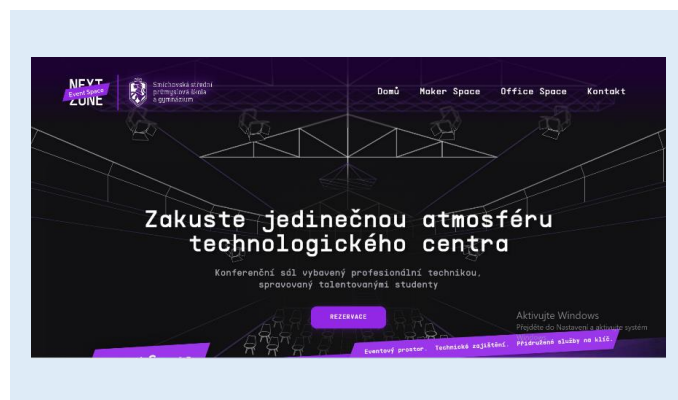 NEXT
Event Space
ZONE
Smíchovská střední
průmyslová škola
a gymnázium
Domů Maker Space Office Space Kontakt
Zakuste jedinečnou atmosféru
technologického centra
Konferenční sál vybavený profesionální technikou,
spravovaný talentovanými studenty
REZERVACE
Aktivujte Windows
Přejděte do Nastavení a aktivujte systém
Eventový prostor. Technické zajištění. Přidružené služby na klíč.